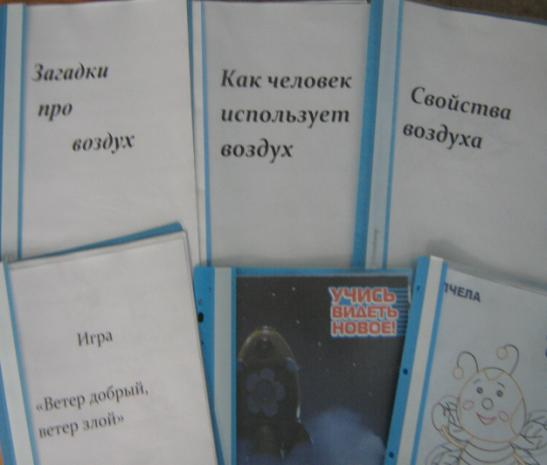 Загадки
про
воздух
Как человек
использует
воздух
Свойства
воздуха
Игра
«Ветер добрый,
ветер злой»
УЧИСЬ
ВИДЕТЬ
НОВОЕ!
ПЧЕЛА